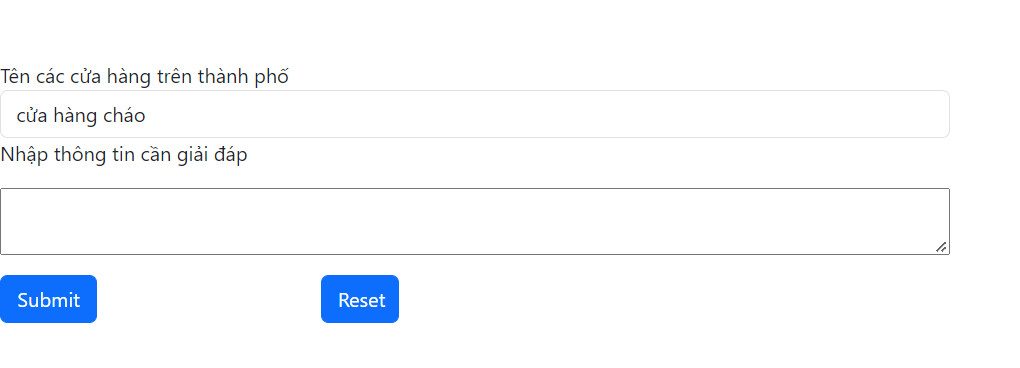 Tên các cửa hàng trên thành phố
cửa hàng cháo
Nhập thông tin cần giải đáp
Submit Reset